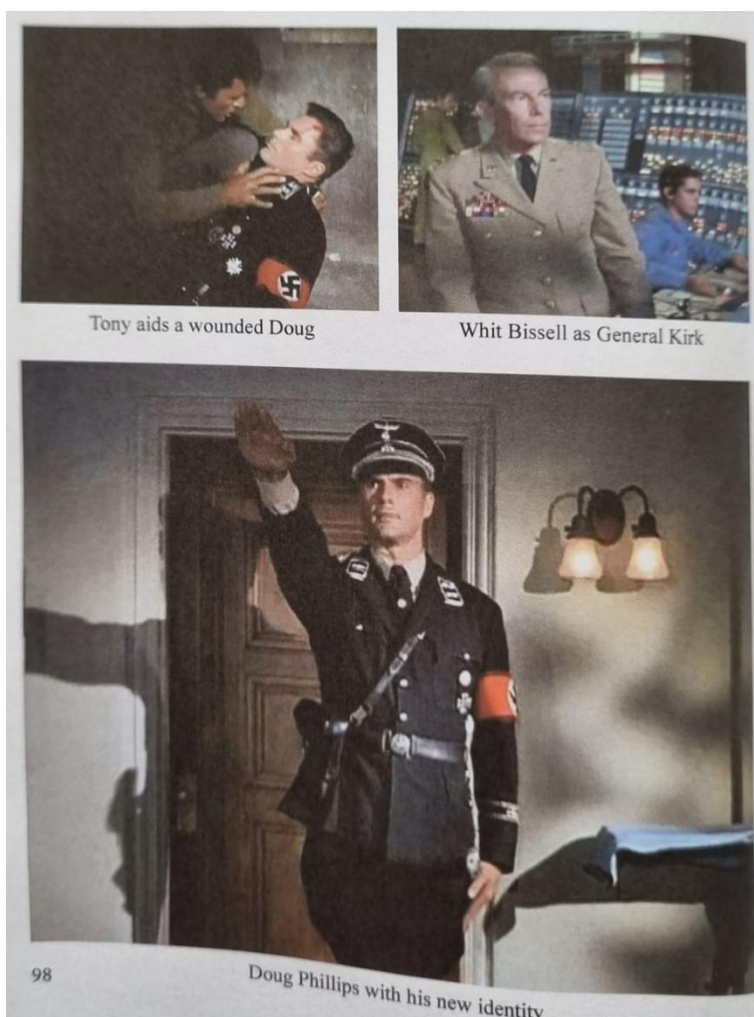 Tony aids a wounded Doug
Whit Bissell as General Kirk
98
Doug Phillips with his new identity